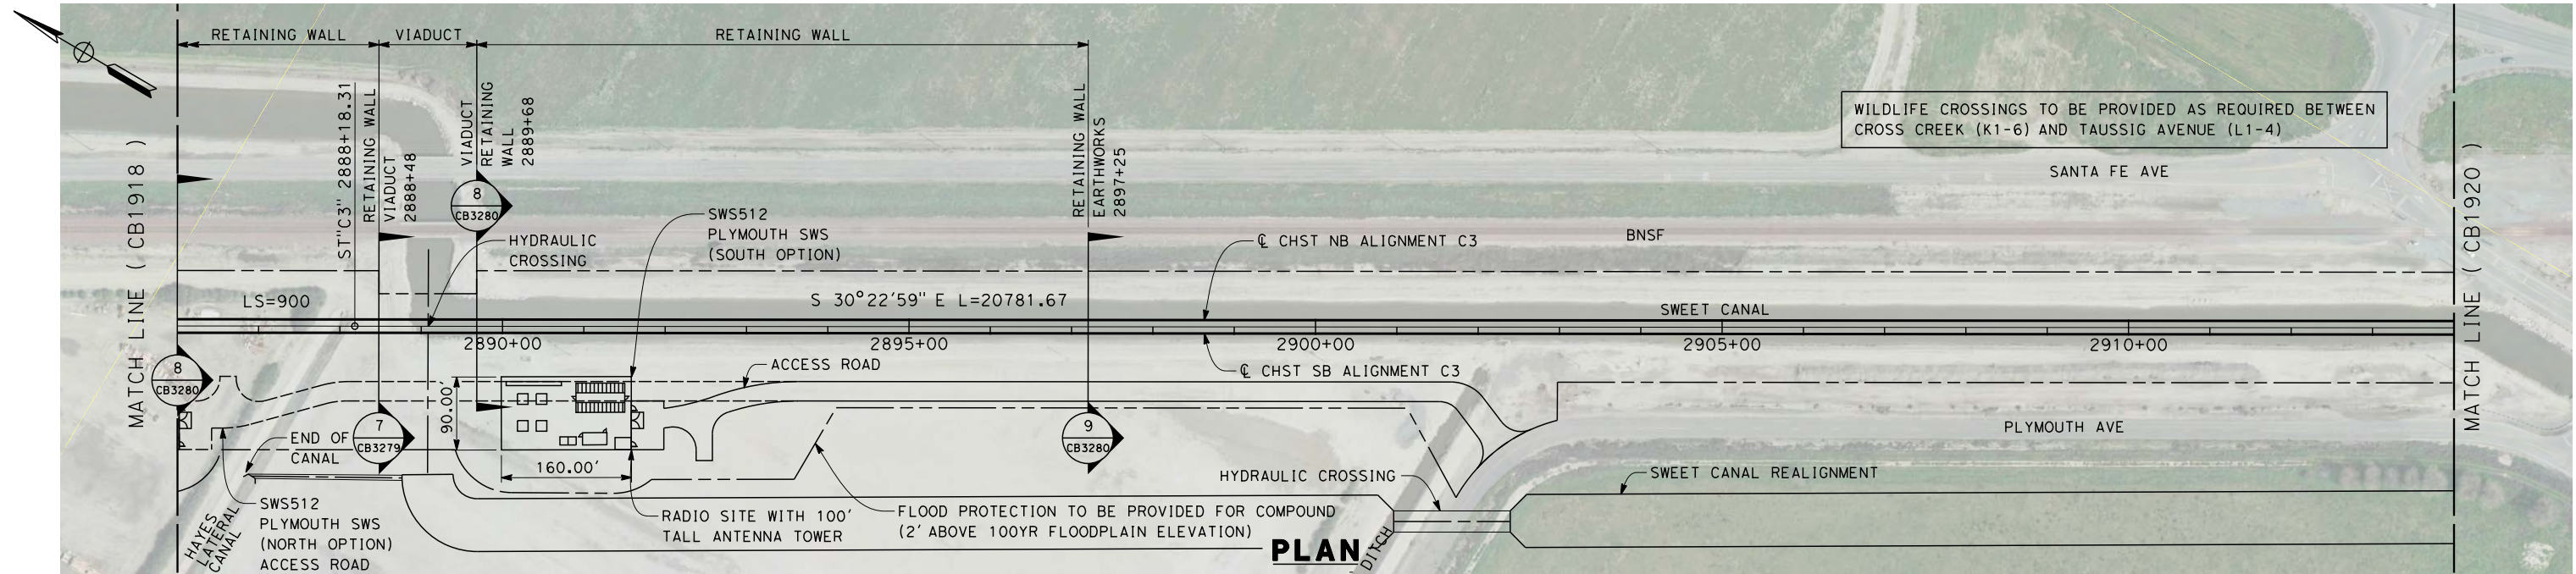 RETAINING WALL
VIADUCT
RETAINING WALL
MATCH LINE ( CB1918 )
ST"C3" 2888+18.31
RETAINING WALL
VIADUCT
2888+48
VIADUCT
RETAINING
WALL
2889+68
8
CB3280
RETAINING WALL
EARTHWORKS
2897+25
WILDLIFE CROSSINGS TO BE PROVIDED AS REQUIRED BETWEEN
CROSS CREEK (K1-6) AND TAUSSIG AVENUE (L1-4)
SANTA FE AVE
MATCH LINE ( CB1920 )
SWS512
PLYMOUTH SWS
(SOUTH OPTION)
HYDRAULIC
CROSSING
℄ CHST NB ALIGNMENT C3
BNSF
LS=900
S 30°22'59" E L=20781.67
SWEET CANAL
2890+00
2895+00
2900+00
2905+00
2910+00
8
CB3280
ACCESS ROAD
℄ CHST SB ALIGNMENT C3
90.00'
7
CB3279
9
CB3280
END OF
CANAL
160.00'
PLYMOUTH AVE
HYDRAULIC CROSSING
SWEET CANAL REALIGNMENT
HAYES
LATERAL
CANAL
SWS512
PLYMOUTH SWS
(NORTH OPTION)
ACCESS ROAD
RADIO SITE WITH 100'
TALL ANTENNA TOWER
FLOOD PROTECTION TO BE PROVIDED FOR COMPOUND
(2' ABOVE 100YR FLOODPLAIN ELEVATION)
PLAN
DITCH